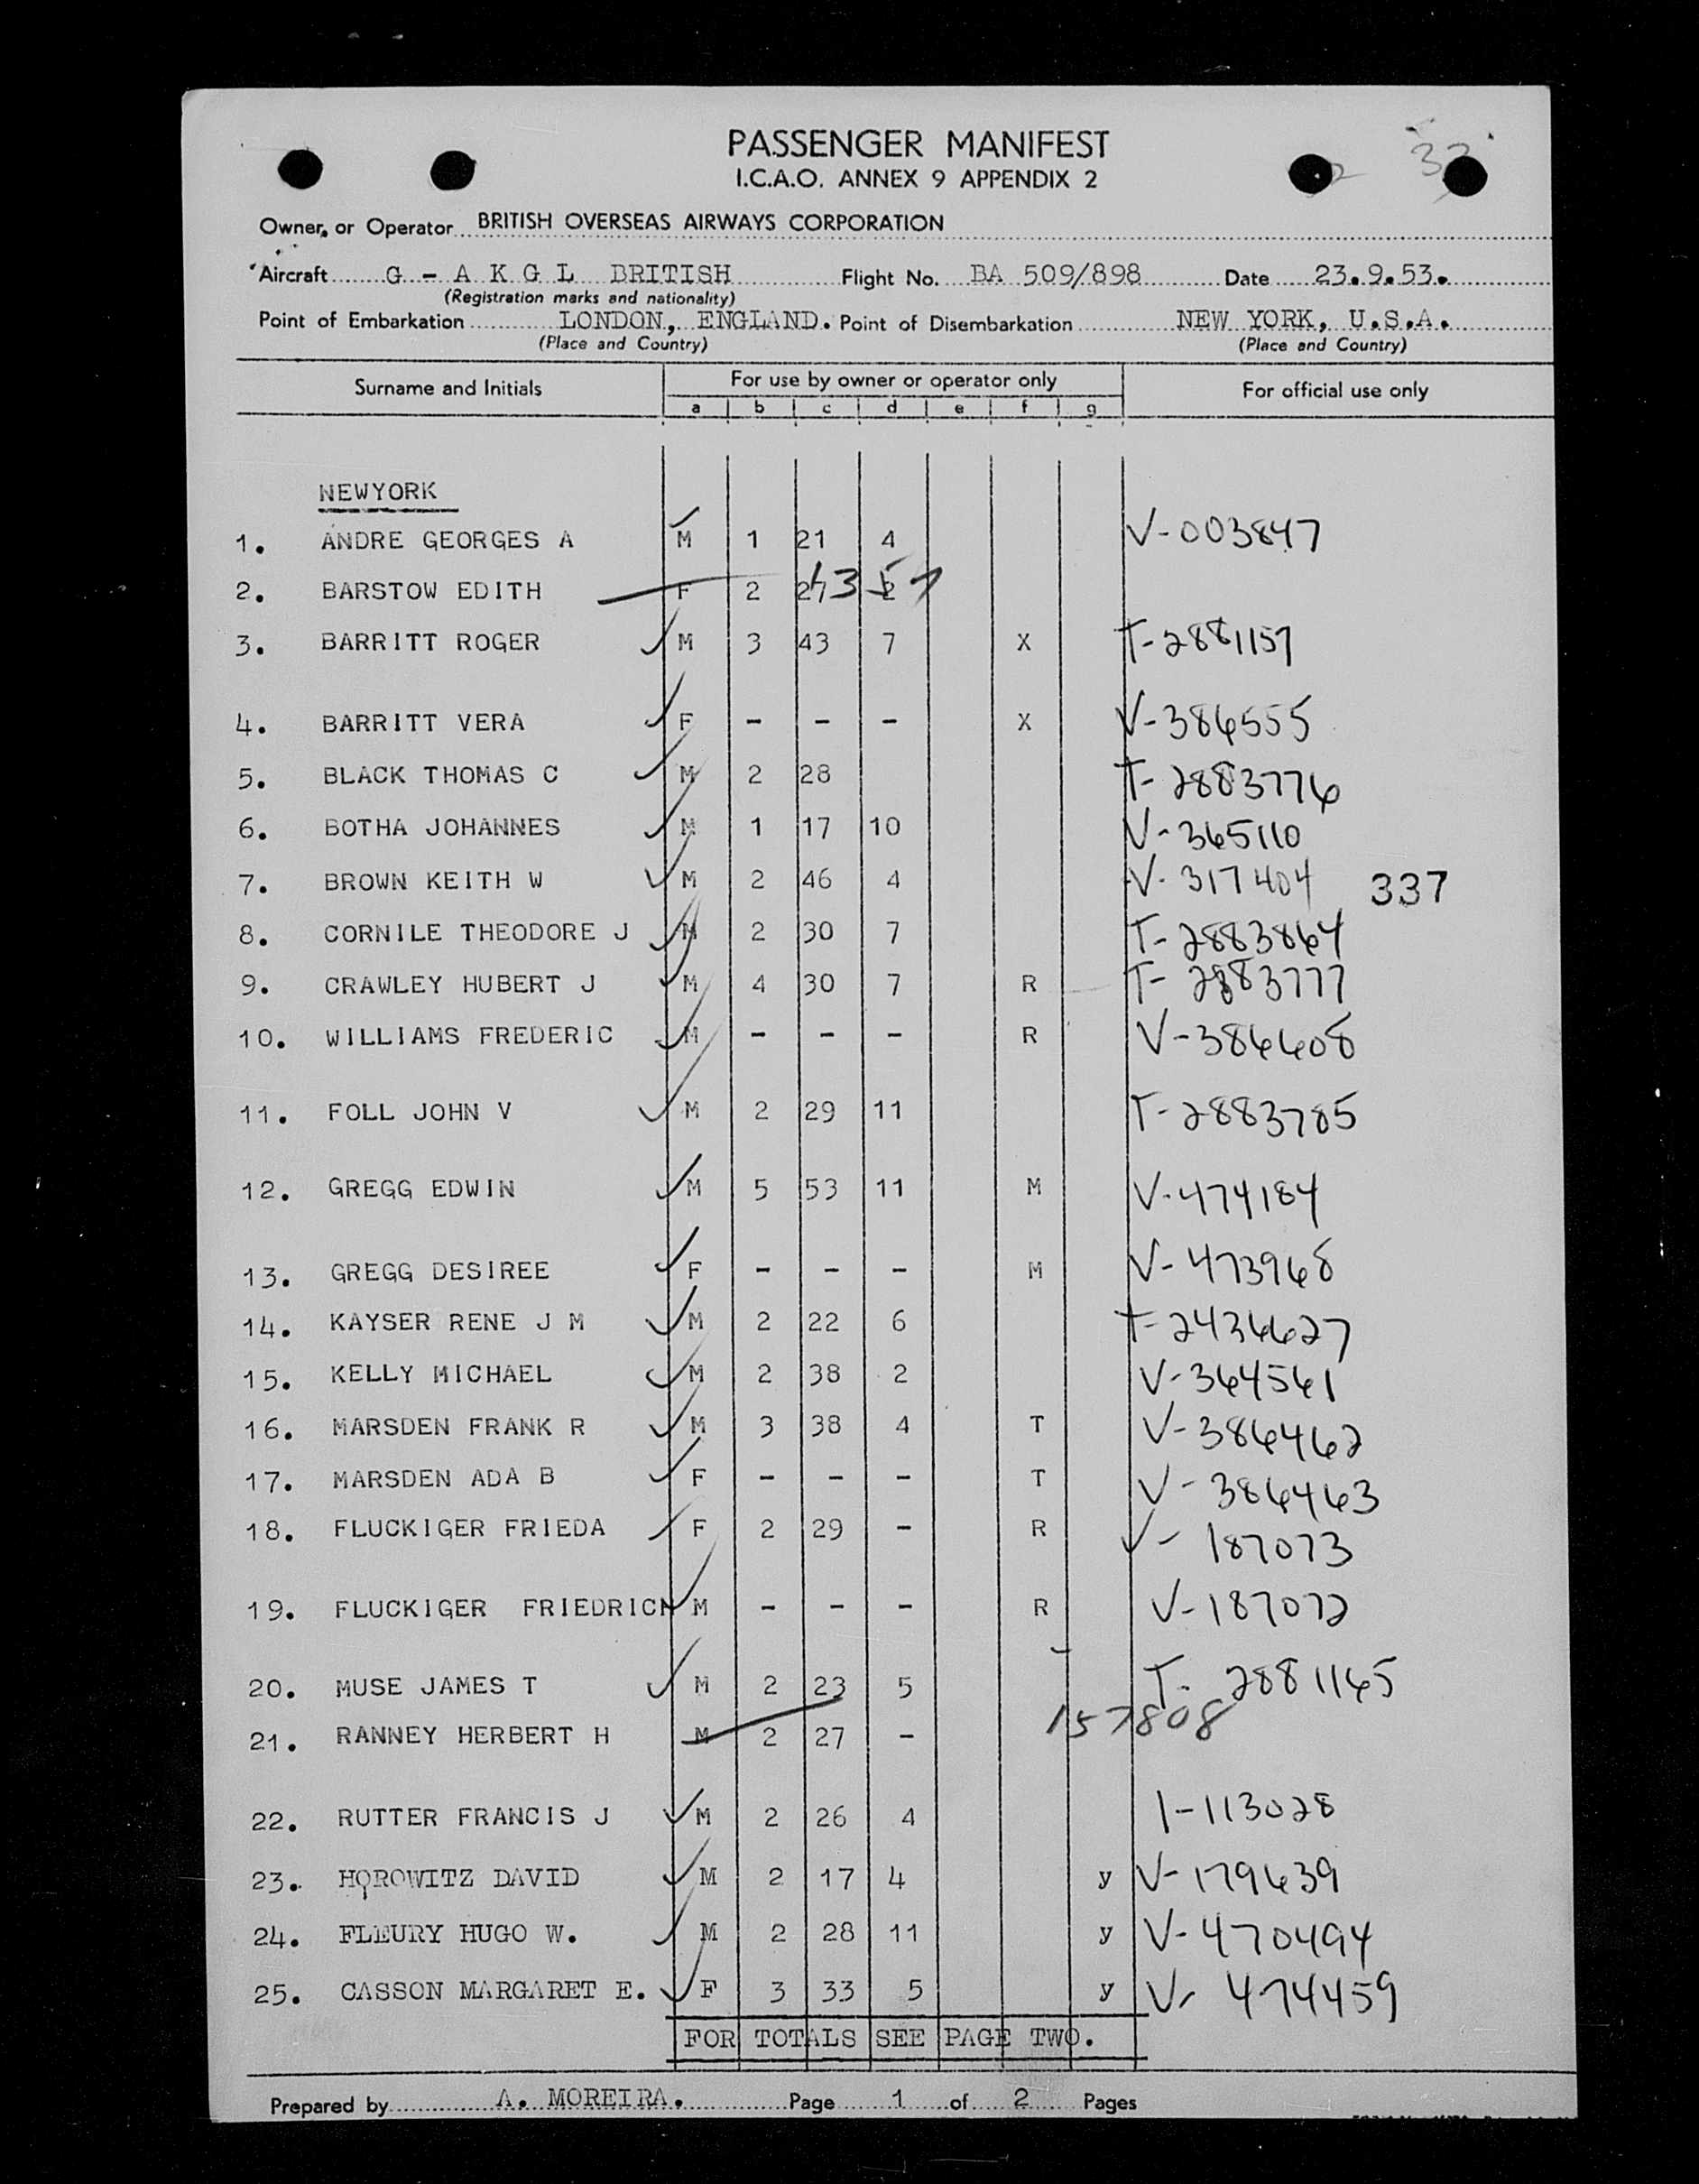 PASSENGER MANIFEST
I.C.A.O. ANNEX 9 APPENDIX 2
33
Owner, or Operator BRITISH OVERSEAS AIRWAYS CORPORATION
Aircraft G - A K G L BRITISH Flight No. BA 509/898 Date 23.9.53.
(Registration marks and nationality)
Point of Embarkation LONDON, ENGLAND. Point of Disembarkation NEW YORK, U.S.A.
(Place and Country) (Place and Country)
Surname and Initials For use by owner or operator only For official use only
a b c d e f g
NEWYORK
1. ANDRE GEORGES A M 1 21 4 V-003847
2. BARSTOW EDITH F 2 27 2
3. BARRITT ROGER M 3 43 7 X T-2881157
4. BARRITT VERA F - - - X V-386555
5. BLACK THOMAS C M 2 28 T-2883776
6. BOTHA JOHANNES M 1 17 10 V-365110
7. BROWN KEITH W M 2 46 4 V-317404 337
8. CORNILE THEODORE J M 2 30 7 T-2883864
9. CRAWLEY HUBERT J M 4 30 7 R T-2883777
10. WILLIAMS FREDERIC M - - - R V-386608
11. FOLL JOHN V M 2 29 11 T-2883785
12. GREGG EDWIN M 5 53 11 M V-474184
13. GREGG DESIREE F - - - M V-473968
14. KAYSER RENE J M M 2 22 6 T-2436627
15. KELLY MICHAEL M 2 38 2 V-364561
16. MARSDEN FRANK R M 3 38 4 T V-386462
17. MARSDEN ADA B F - - - T V-386463
18. FLUCKIGER FRIEDA F 2 29 - R V-187073
19. FLUCKIGER FRIEDRICH M - - - R V-187072
20. MUSE JAMES T M 2 23 5 T-2881165
21. RANNEY HERBERT H M 2 27 - 157808
22. RUTTER FRANCIS J M 2 26 4 1-113028
23. HOROWITZ DAVID M 2 17 4 y V-179639
24. FLEURY HUGO W. M 2 28 11 y V-470494
25. CASSON MARGARET E. F 3 33 5 y V-474459
FOR TOTALS SEE PAGE TWO.
Prepared by A. MOREIRA. Page 1 of 2 Pages